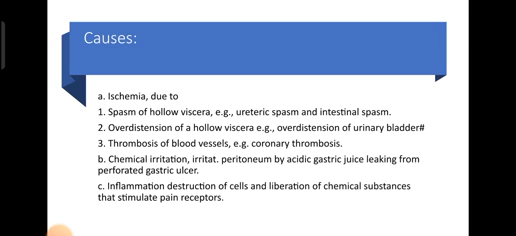 Causes:
a. Ischemia, due to
1. Spasm of hollow viscera, e.g., ureteric spasm and intestinal spasm.
2. Overdistension of a hollow viscera e.g., overdistension of urinary bladder#
3. Thrombosis of blood vessels, e.g. coronary thrombosis.
b. Chemical irritation, irritat. peritoneum by acidic gastric juice leaking from
perforated gastric ulcer.
c. Inflammation destruction of cells and liberation of chemical substances
that stimulate pain receptors.